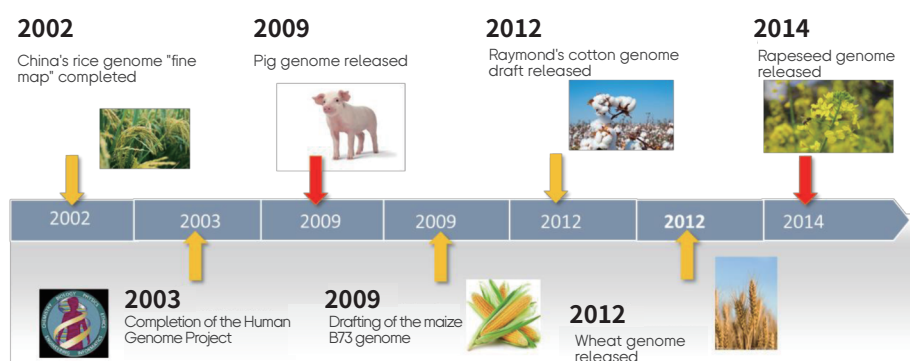 2002
China's rice genome "fine
map" completed
2009
Pig genome released
2012
Raymond's cotton genome
draft released
2014
Rapeseed genome
released
2002
2003
2009
2009
2012
2012
2014
2003
Completion of the Human
Genome Project
2009
Drafting of the maize
B73 genome
2012
Wheat genome
released